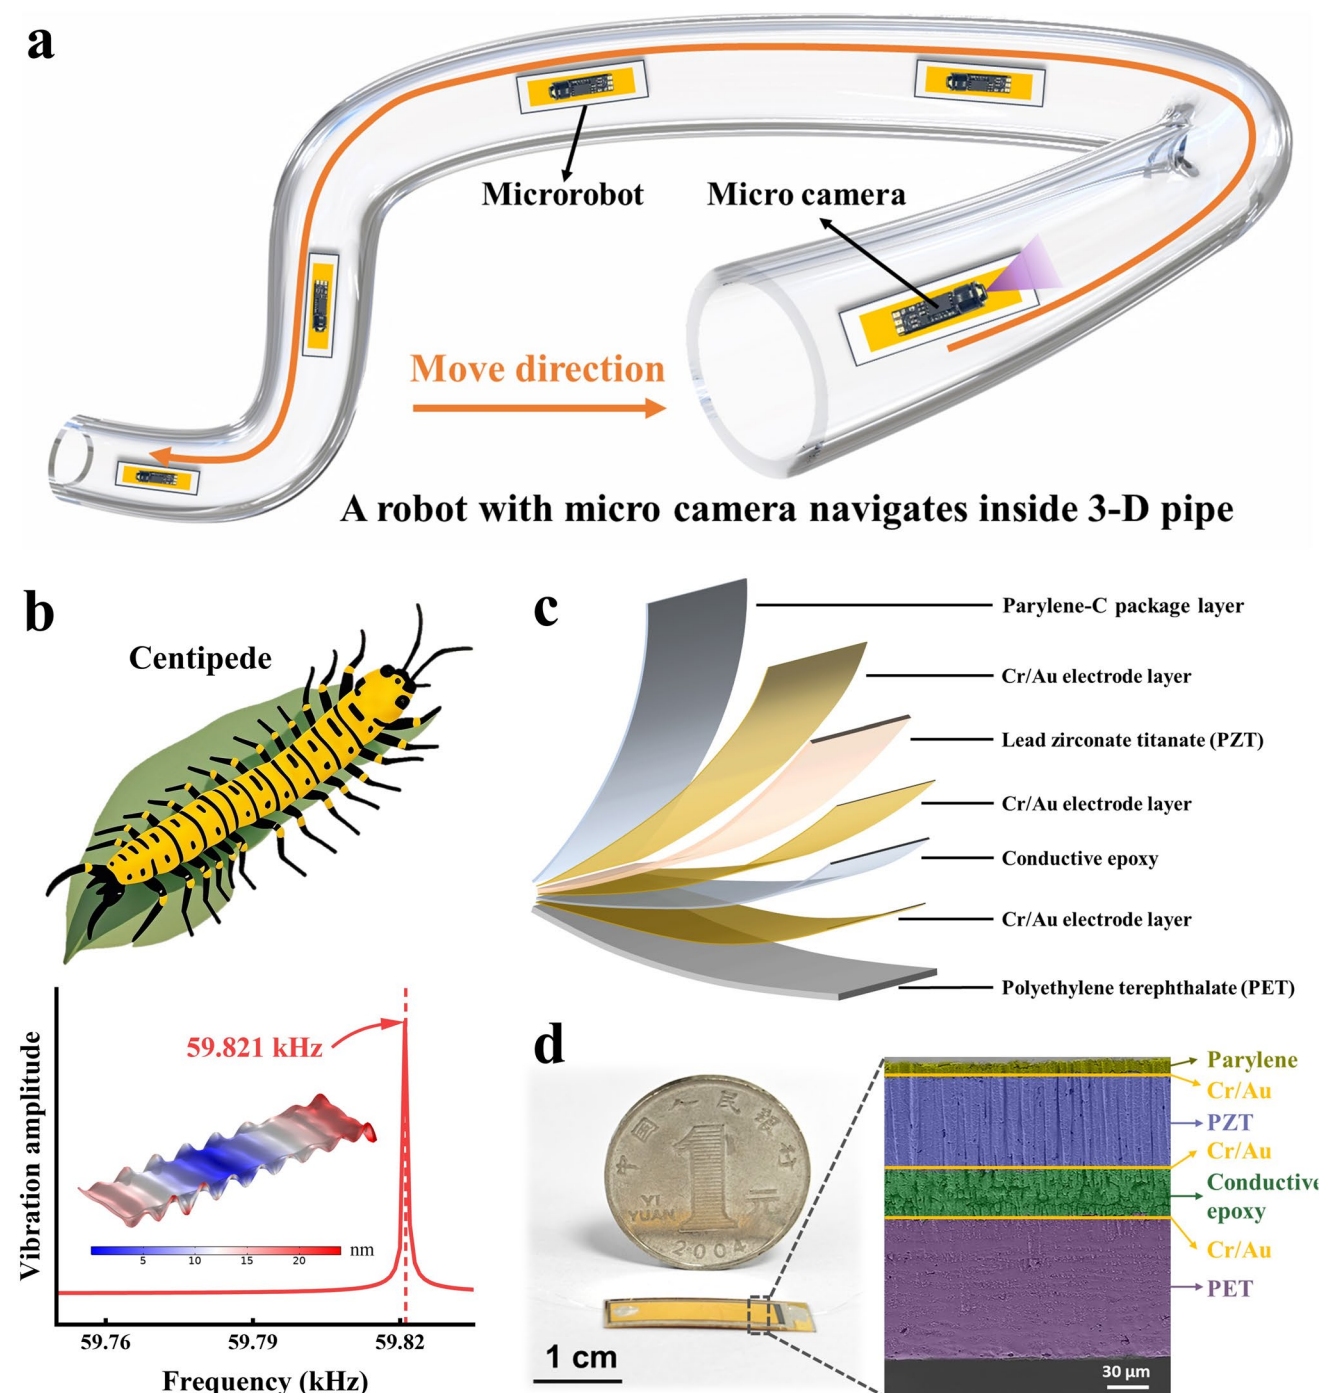 a
Microrobot
Micro camera
Move direction
A robot with micro camera navigates inside 3-D pipe
b
Centipede
59.821 kHz
Vibration amplitude
nm
5
10
15
20
59.76
59.79
59.82
Frequency (kHz)
c
Parylene-C package layer
Cr/Au electrode layer
Lead zirconate titanate (PZT)
Cr/Au electrode layer
Conductive epoxy
Cr/Au electrode layer
Polyethylene terephthalate (PET)
d
中国人民银行
YI
YUAN
1
元
2004
1 cm
Parylene
Cr/Au
PZT
Cr/Au
Conductive
epoxy
Cr/Au
PET
30 μm